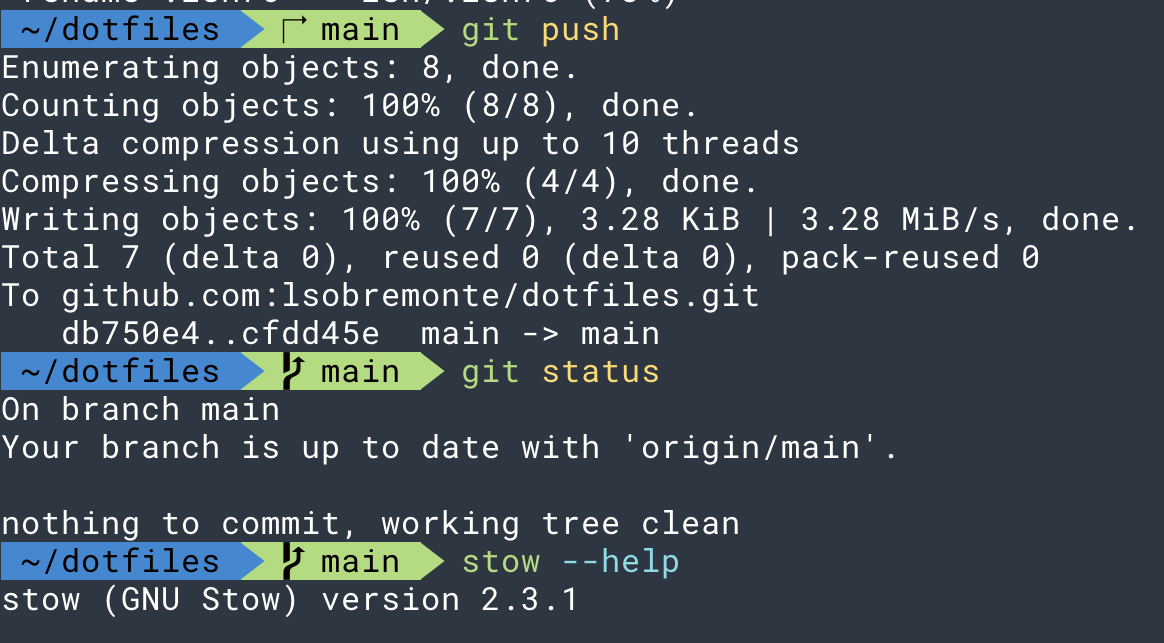 ~/dotfiles main git push
Enumerating objects: 8, done.
Counting objects: 100% (8/8), done.
Delta compression using up to 10 threads
Compressing objects: 100% (4/4), done.
Writing objects: 100% (7/7), 3.28 KiB | 3.28 MiB/s, done.
Total 7 (delta 0), reused 0 (delta 0), pack-reused 0
To github.com:lsobremonte/dotfiles.git
db750e4..cfdd45e main -> main
~/dotfiles main git status
On branch main
Your branch is up to date with 'origin/main'.
nothing to commit, working tree clean
~/dotfiles main stow --help
stow (GNU Stow) version 2.3.1